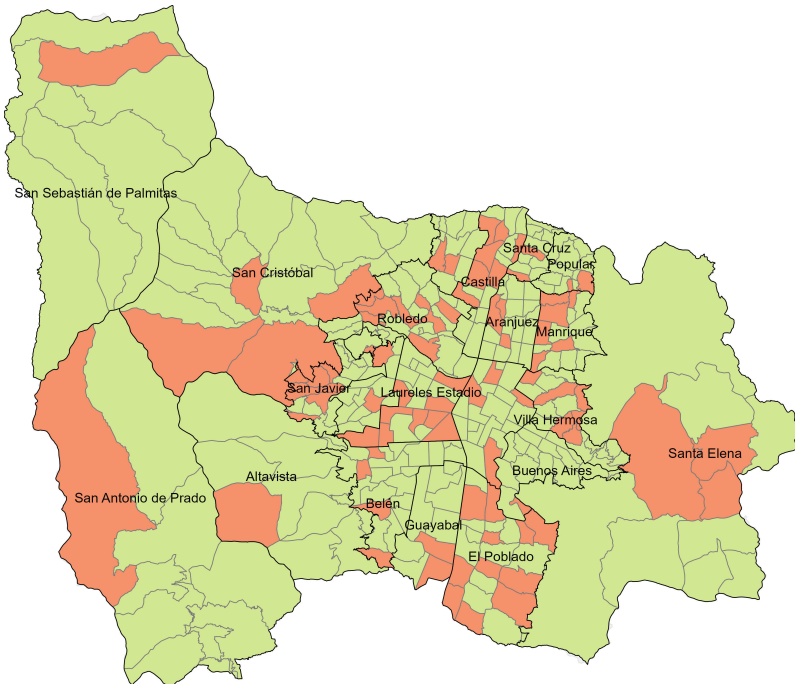 San Sebastián de Palmitas
San Cristóbal
Santa Cruz
Popular
Castilla
Robledo
Aranjuez
Manrique
San Javier
Laureles Estadio
Villa Hermosa
Santa Elena
Buenos Aires
Altavista
San Antonio de Prado
Belén
Guayabal
El Poblado